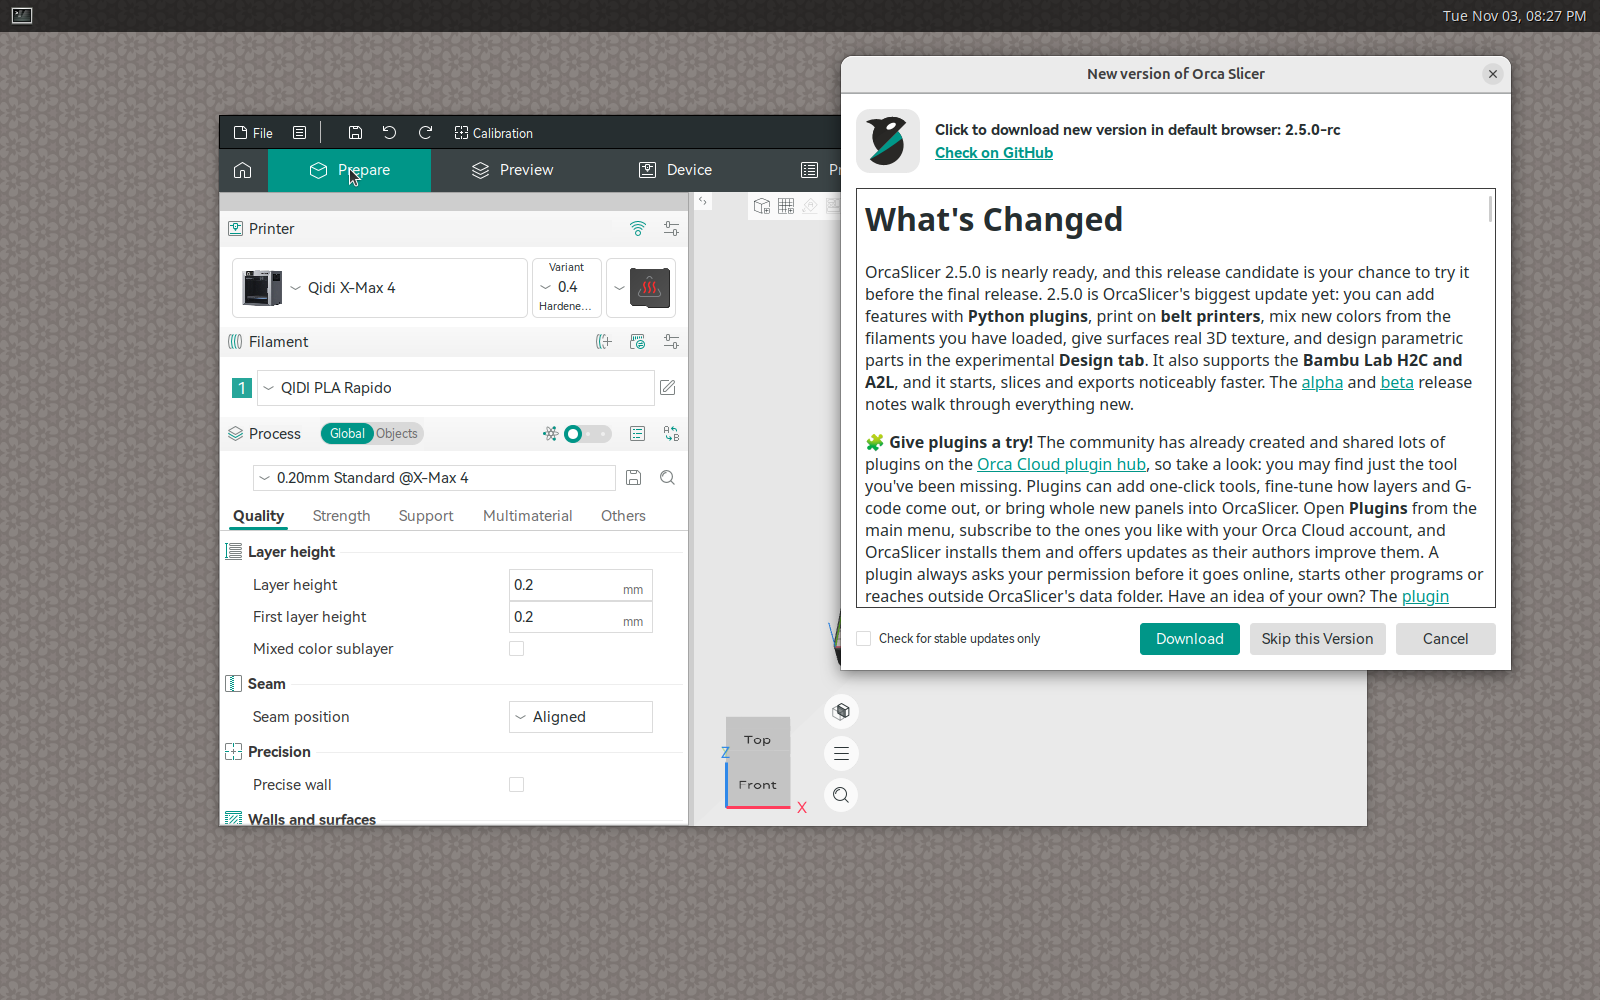 Tue Nov 03, 08:27 PM
New version of Orca Slicer
Click to download new version in default browser: 2.5.0-rc
Check on GitHub
What's Changed
OrcaSlicer 2.5.0 is nearly ready, and this release candidate is your chance to try it
before the final release. 2.5.0 is OrcaSlicer's biggest update yet: you can add
features with Python plugins, print on belt printers, mix new colors from the
filaments you have loaded, give surfaces real 3D texture, and design parametric
parts in the experimental Design tab. It also supports the Bambu Lab H2C and
A2L, and it starts, slices and exports noticeably faster. The alpha and beta release
notes walk through everything new.
🧩 Give plugins a try! The community has already created and shared lots of
plugins on the Orca Cloud plugin hub, so take a look: you may find just the tool
you've been missing. Plugins can add one-click tools, fine-tune how layers and G-
code come out, or bring whole new panels into OrcaSlicer. Open Plugins from the
main menu, subscribe to the ones you like with your Orca Cloud account, and
OrcaSlicer installs them and offers updates as their authors improve them. A
plugin always asks your permission before it goes online, starts other programs or
reaches outside OrcaSlicer's data folder. Have an idea of your own? The plugin
Check for stable updates only
Download
Skip this Version
Cancel
File
Calibration
Prepare
Preview
Device
Printer
Qidi X-Max 4
Variant
0.4
Hardene...
Filament
1
QIDI PLA Rapido
Process
Global
Objects
0.20mm Standard @X-Max 4
Quality
Strength
Support
Multimaterial
Others
Layer height
Layer height
0.2
mm
First layer height
0.2
mm
Mixed color sublayer
Seam
Seam position
Aligned
Precision
Precise wall
Walls and surfaces
Top
Z
Front
X